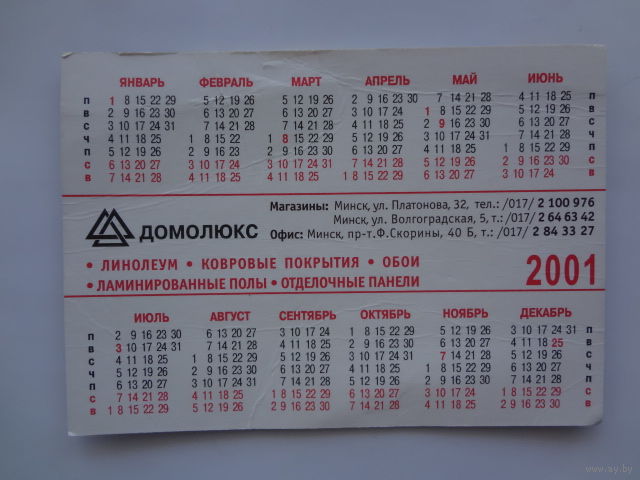 ЯНВАРЬ ФЕВРАЛЬ МАРТ АПРЕЛЬ МАЙ ИЮНЬ
П 1 8 15 22 29 5 12 19 26 5 12 19 26 2 9 16 23 30 7 14 21 28 4 11 18 25 П
В 2 9 16 23 30 6 13 20 27 6 13 20 27 3 10 17 24 1 8 15 22 29 5 12 19 26 В
С 3 10 17 24 31 7 14 21 28 7 14 21 28 4 11 18 25 2 9 16 23 30 6 13 20 27 С
Ч 4 11 18 25 1 8 15 22 1 8 15 22 29 5 12 19 26 3 10 17 24 31 7 14 21 28 Ч
П 5 12 19 26 2 9 16 23 2 9 16 23 30 6 13 20 27 4 11 18 25 1 8 15 22 29 П
С 6 13 20 27 3 10 17 24 3 10 17 24 31 7 14 21 28 5 12 19 26 2 9 16 23 30 С
В 7 14 21 28 4 11 18 25 4 11 18 25 1 8 15 22 29 6 13 20 27 3 10 17 24 В
ДОМОЛЮКС
Магазины: Минск, ул. Платонова, 32, тел.: /017/ 2 100 976
Минск, ул. Волгоградская, 5, т.: /017/ 2 64 63 42
Офис: Минск, пр-т.Ф.Скорины, 40 Б, т.: /017/ 2 84 33 27
• ЛИНОЛЕУМ • КОВРОВЫЕ ПОКРЫТИЯ • ОБОИ
• ЛАМИНИРОВАННЫЕ ПОЛЫ • ОТДЕЛОЧНЫЕ ПАНЕЛИ
2001
ИЮЛЬ АВГУСТ СЕНТЯБРЬ ОКТЯБРЬ НОЯБРЬ ДЕКАБРЬ
П 2 9 16 23 30 6 13 20 27 3 10 17 24 1 8 15 22 29 5 12 19 26 3 10 17 24 31 П
В 3 10 17 24 31 7 14 21 28 4 11 18 25 2 9 16 23 30 6 13 20 27 4 11 18 25 В
С 4 11 18 25 1 8 15 22 29 5 12 19 26 3 10 17 24 31 7 14 21 28 5 12 19 26 С
Ч 5 12 19 26 2 9 16 23 30 6 13 20 27 4 11 18 25 1 8 15 22 29 6 13 20 27 Ч
П 6 13 20 27 3 10 17 24 31 7 14 21 28 5 12 19 26 2 9 16 23 30 7 14 21 28 П
С 7 14 21 28 4 11 18 25 1 8 15 22 29 6 13 20 27 3 10 17 24 1 8 15 22 29 С
В 1 8 15 22 29 5 12 19 26 2 9 16 23 30 7 14 21 28 4 11 18 25 2 9 16 23 30 В
www.ay.by